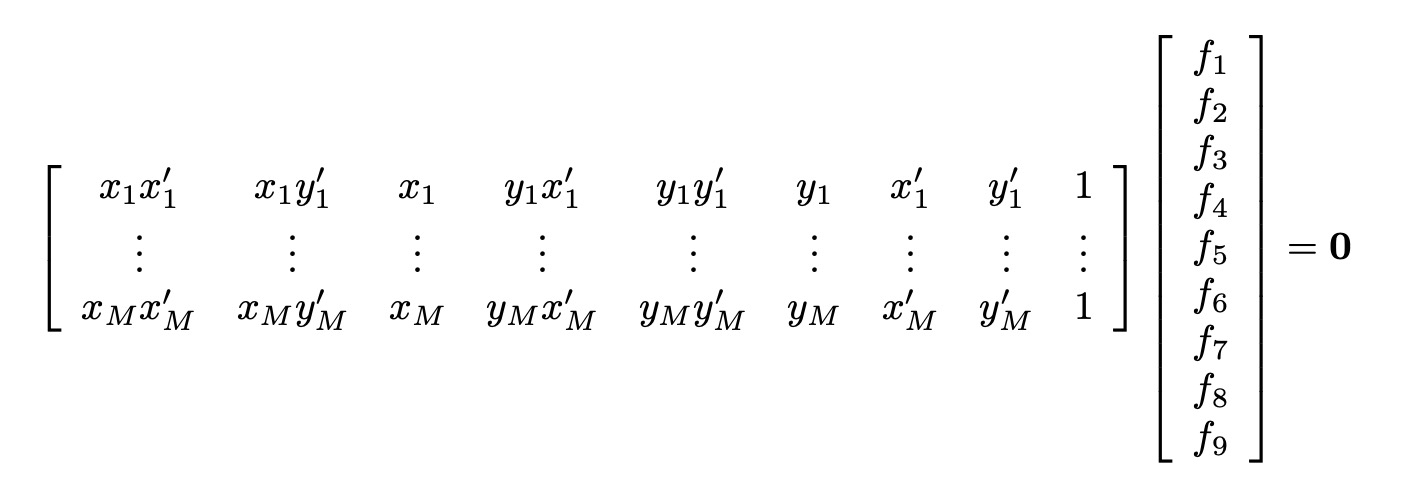 x₁x′₁ x₁y′₁ x₁ y₁x′₁ y₁y′₁ y₁ x′₁ y′₁ 1
⋮ ⋮ ⋮ ⋮ ⋮ ⋮ ⋮ ⋮ ⋮
x_M x′_M x_M y′_M x_M y_M x′_M y_M y′_M y_M x′_M y′_M 1
f₁
f₂
f₃
f₄
f₅
f₆
f₇
f₈
f₉
= 0